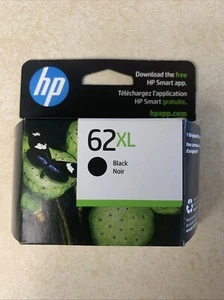 hp
Download the free
HP Smart app.
Téléchargez l'application
HP Smart gratuite.
hpapp.com
62XL
Black
Noir